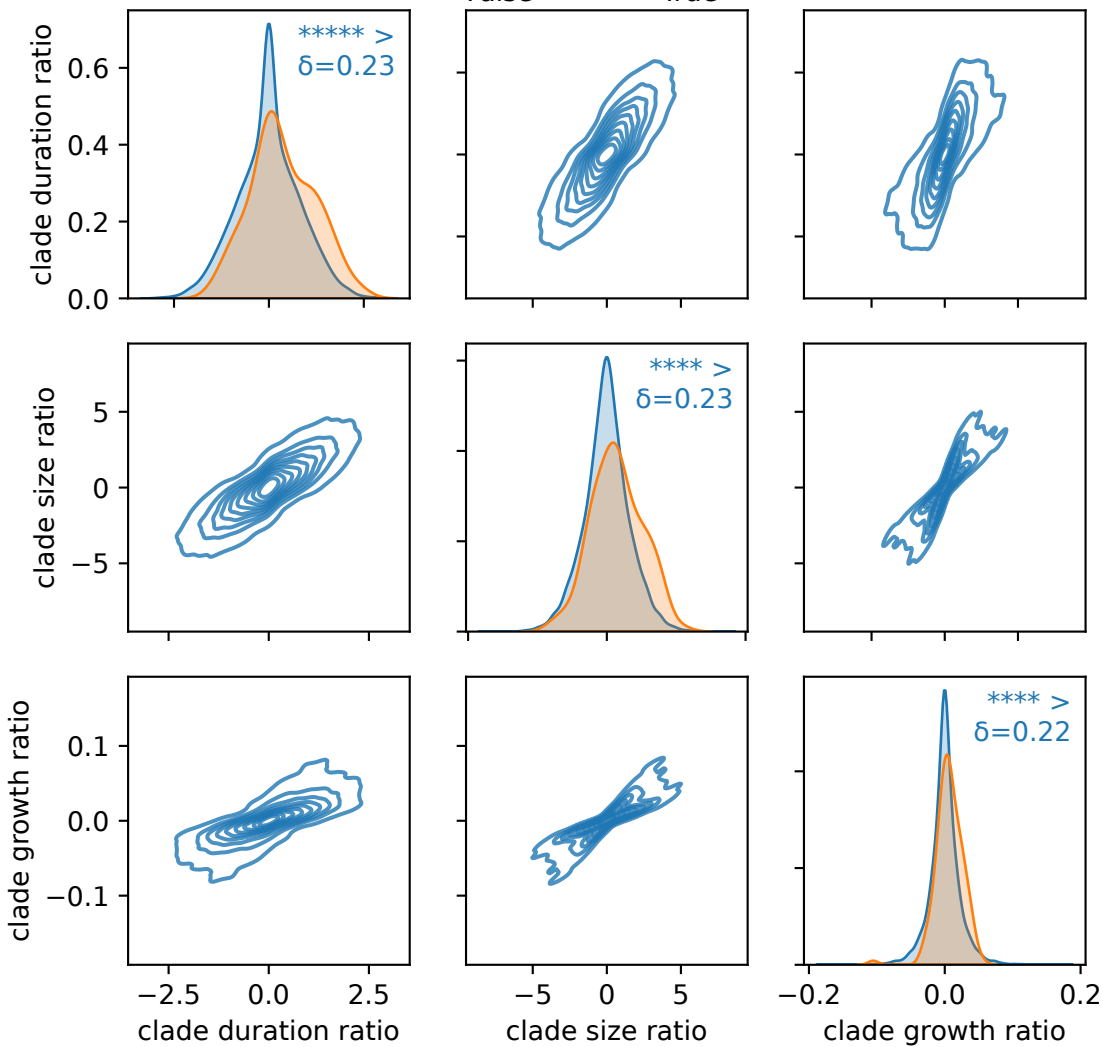 ***** >
δ=0.23
clade duration ratio
0.6
0.4
0.2
0.0
**** >
δ=0.23
clade size ratio
5
0
−5
**** >
δ=0.22
clade growth ratio
0.1
0.0
−0.1
−2.5 0.0 2.5
−5 0 5
−0.2 0.0 0.2
clade duration ratio
clade size ratio
clade growth ratio